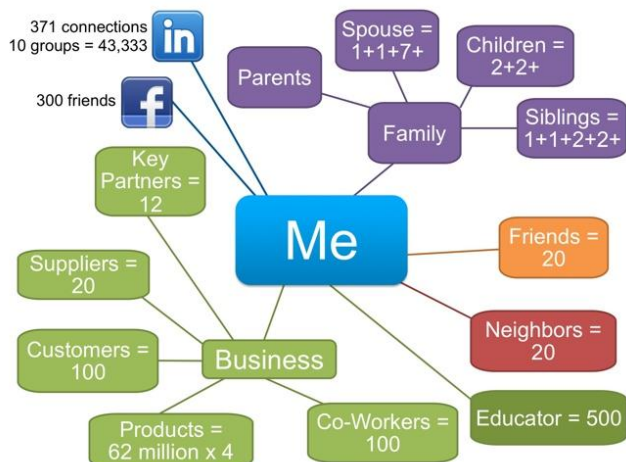 371 connections
10 groups = 43,333
in
300 friends
f
Spouse =
1+1+7+
Children =
2+2+
Parents
Family
Siblings =
1+1+2+2+
Key
Partners =
12
Me
Friends =
20
Suppliers =
20
Neighbors =
20
Customers =
100
Business
Educator = 500
Products =
62 million x 4
Co-Workers =
100